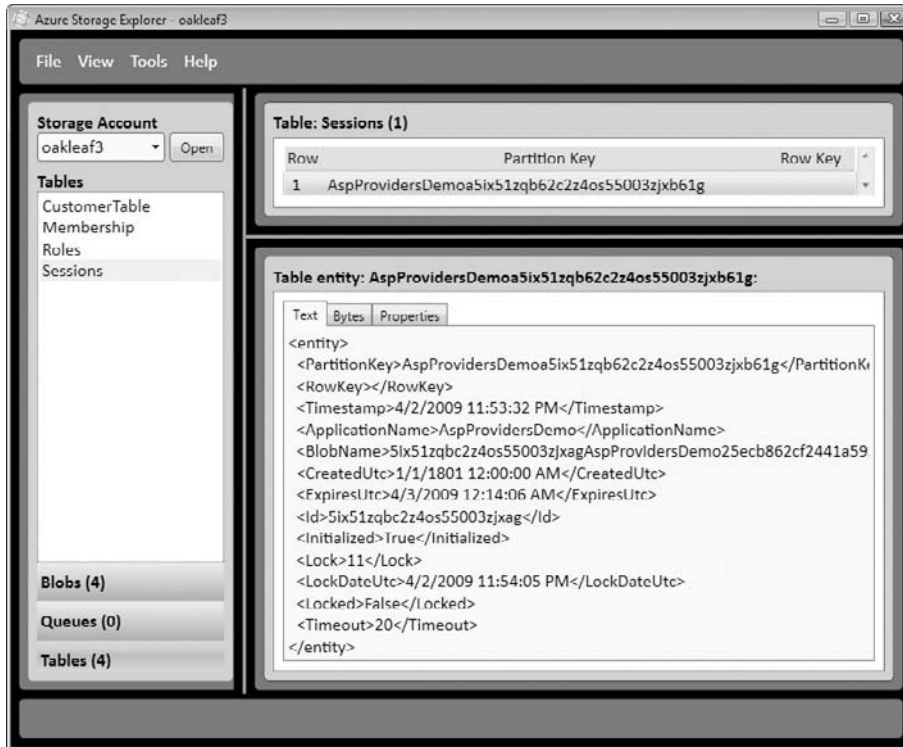 Azure Storage Explorer - oakleaf3
File View Tools Help
Storage Account
oakleaf3
Open
Tables
CustomerTable
Membership
Roles
Sessions
Blobs (4)
Queues (0)
Tables (4)
Table: Sessions (1)
Row Partition Key Row Key
1 AspProvidersDemoa5ix51zqb62c2z4os55003zjxb61g
Table entity: AspProvidersDemoa5ix51zqb62c2z4os55003zjxb61g:
Text Bytes Properties
<entity>
<PartitionKey>AspProvidersDemoa5ix51zqb62c2z4os55003zjxb61g</PartitionKe
<RowKey></RowKey>
<Timestamp>4/2/2009 11:53:32 PM</Timestamp>
<ApplicationName>AspProvidersDemo</ApplicationName>
<BlobName>5ix51zqbc2z4os55003zjxagAspProvidersDemo25ecb862cf2441a59
<CreatedUtc>1/1/1801 12:00:00 AM</CreatedUtc>
<ExpiresUtc>4/3/2009 12:14:06 AM</ExpiresUtc>
<Id>5ix51zqbc2z4os55003zjxag</Id>
<Initialized>True</Initialized>
<Lock>11</Lock>
<LockDateUtc>4/2/2009 11:54:05 PM</LockDateUtc>
<Locked>False</Locked>
<Timeout>20</Timeout>
</entity>